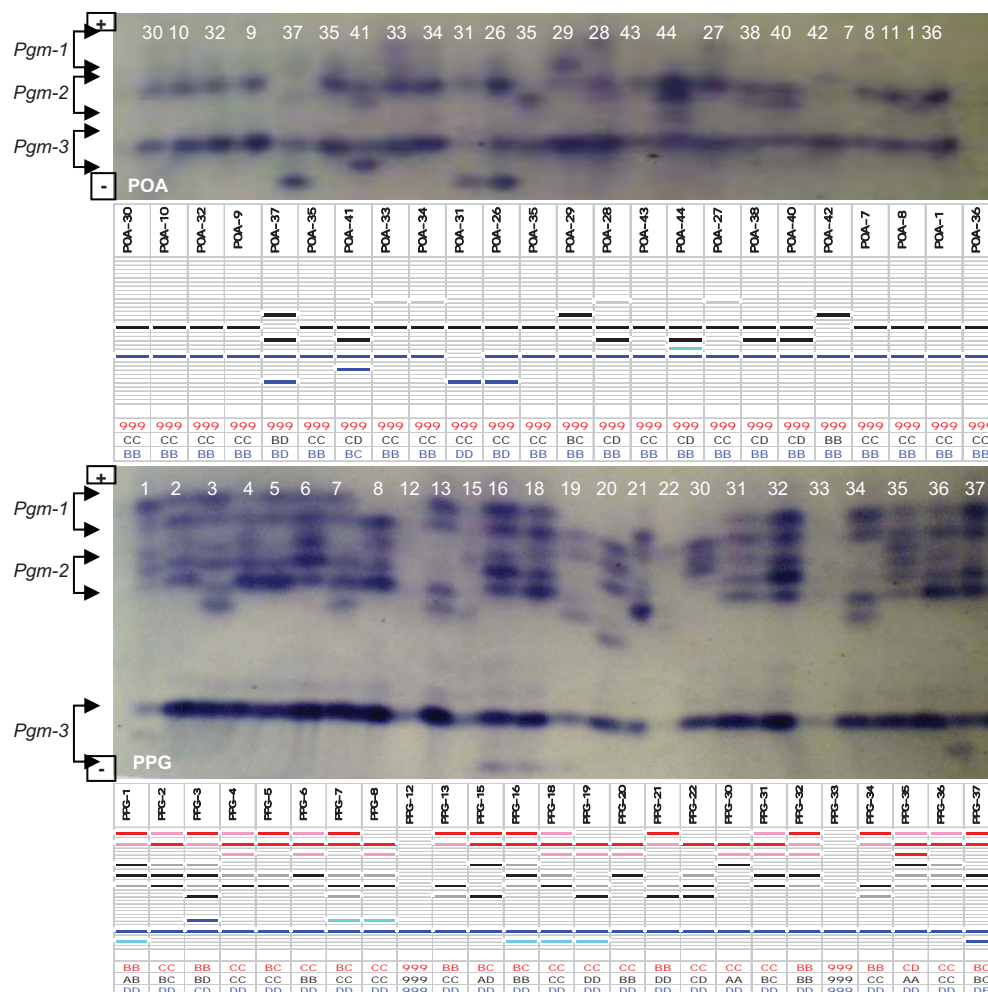 +
Pgm-1
Pgm-2
Pgm-3
-
30 10 32 9 37 35 41 33 34 31 26 35 29 28 43 44 27 38 40 42 7 8 11 1 36
POA
POA-30 POA-10 POA-32 POA-9 POA-37 POA-35 POA-41 POA-33 POA-34 POA-31 POA-26 POA-35 POA-29 POA-28 POA-43 POA-44 POA-27 POA-38 POA-40 POA-42 POA-7 POA-8 POA-1 POA-36
999 999 999 999 999 999 999 999 999 999 999 999 999 999 999 999 999 999 999 999 999 999 999 999
CC CC CC CC BD CC CD CC CC CC CC CC BC CD CC CD CC CD CD BB CC CC CC CC
BB BB BB BB BD BB BC BB BB DD BD BB BB BB BB BB BB BB BB BB BB BB BB BB
+
Pgm-1
Pgm-2
Pgm-3
-
1 2 3 4 5 6 7 8 12 13 15 16 18 19 20 21 22 30 31 32 33 34 35 36 37
PPG
PPG-1 PPG-2 PPG-3 PPG-4 PPG-5 PPG-6 PPG-7 PPG-8 PPG-12 PPG-13 PPG-15 PPG-16 PPG-18 PPG-19 PPG-20 PPG-21 PPG-22 PPG-30 PPG-31 PPG-32 PPG-33 PPG-34 PPG-35 PPG-36 PPG-37
BB CC BB CC BC CC BC CC 999 BB BC BC CC CC CC BB CC CC CC BB 999 BB CD CC BC
AB BC BD CC CC BB CC CC 999 CC AD BB CC DD BB DD CD AA BC BB 999 CC AA CC BC